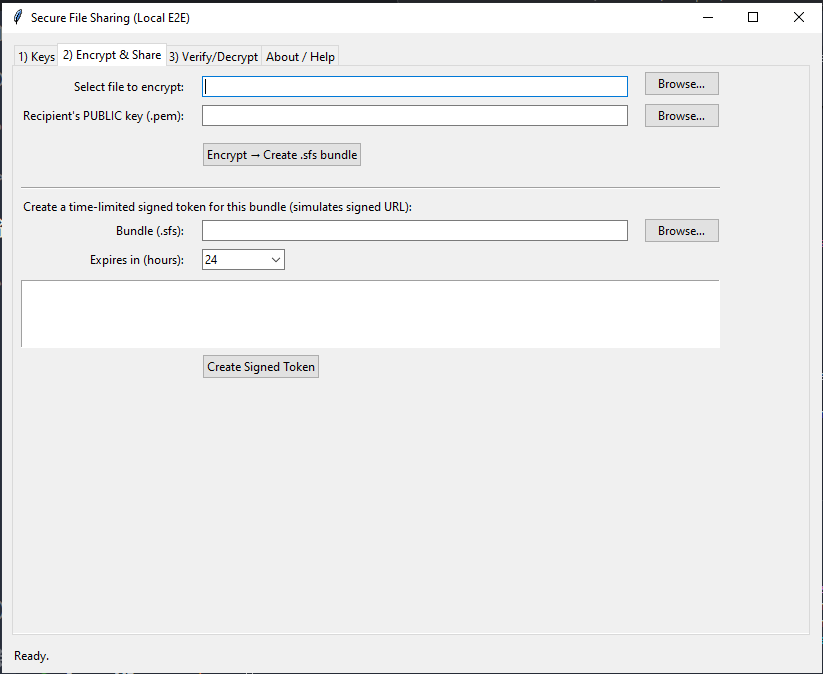 Secure File Sharing (Local E2E)
1) Keys 2) Encrypt & Share 3) Verify/Decrypt About / Help
Select file to encrypt: Browse...
Recipient's PUBLIC key (.pem): Browse...
Encrypt → Create .sfs bundle
Create a time-limited signed token for this bundle (simulates signed URL):
Bundle (.sfs): Browse...
Expires in (hours): 24
Create Signed Token
Ready.